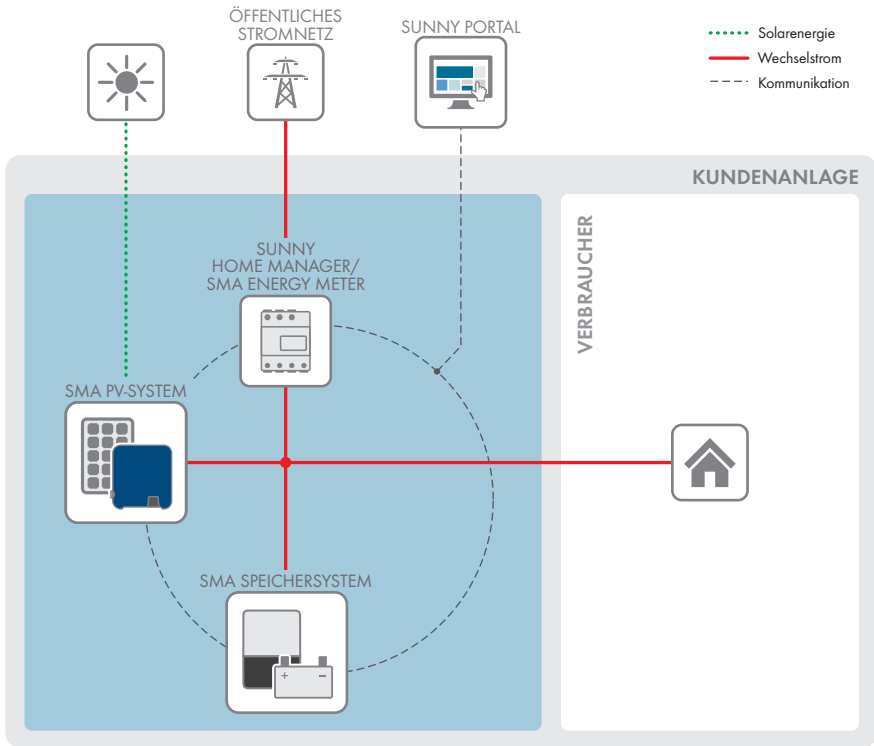 ÖFFENTLICHES
STROMNETZ
SUNNY PORTAL
Solarenergie
Wechselstrom
Kommunikation
KUNDENANLAGE
VERBRAUCHER
SUNNY
HOME MANAGER/
SMA ENERGY METER
SMA PV-SYSTEM
SMA SPEICHERSYSTEM
+ −